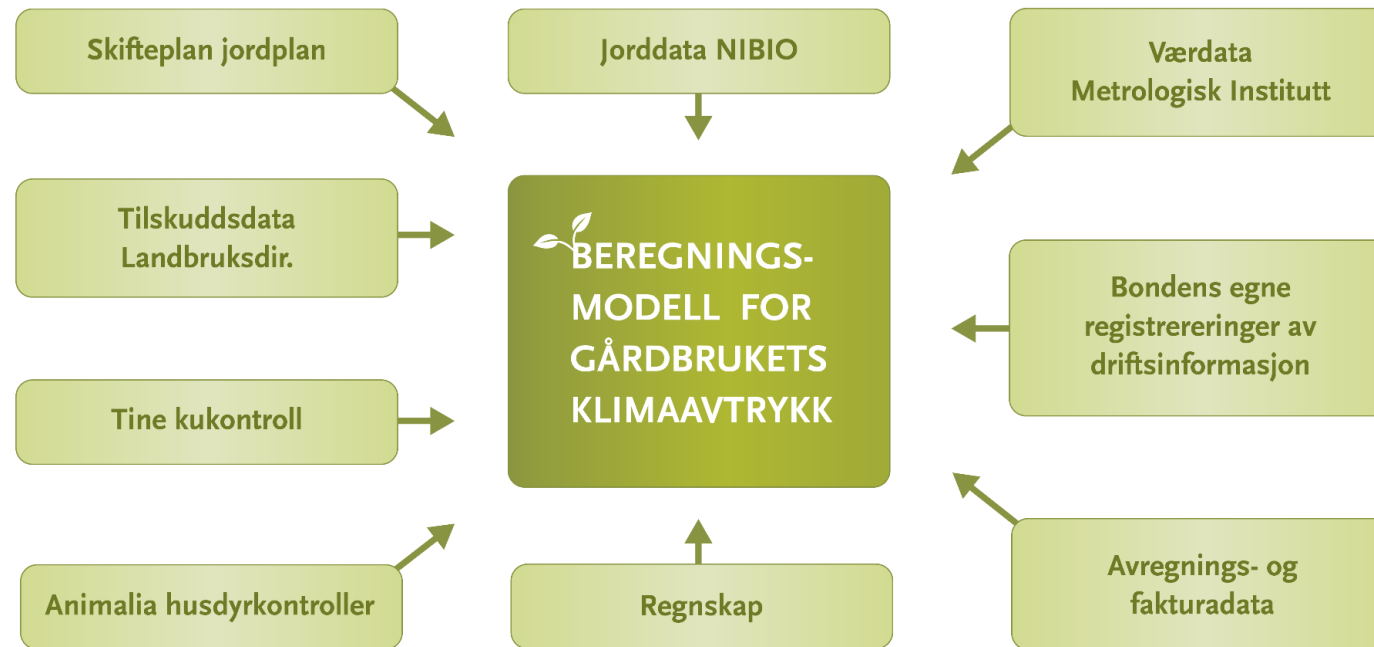 Skifteplan jordplan
Jorddata NIBIO
Værdata
Metrologisk Institutt
Tilskuddsdata
Landbruksdir.
BEREGNINGS-
MODELL FOR
GÅRDBRUKETS
KLIMAAVTRYKK
Bondens egne
registrereringer av
driftsinformasjon
Tine kukontroll
Animalia husdyrkontroller
Regnskap
Avregnings- og
fakturadata